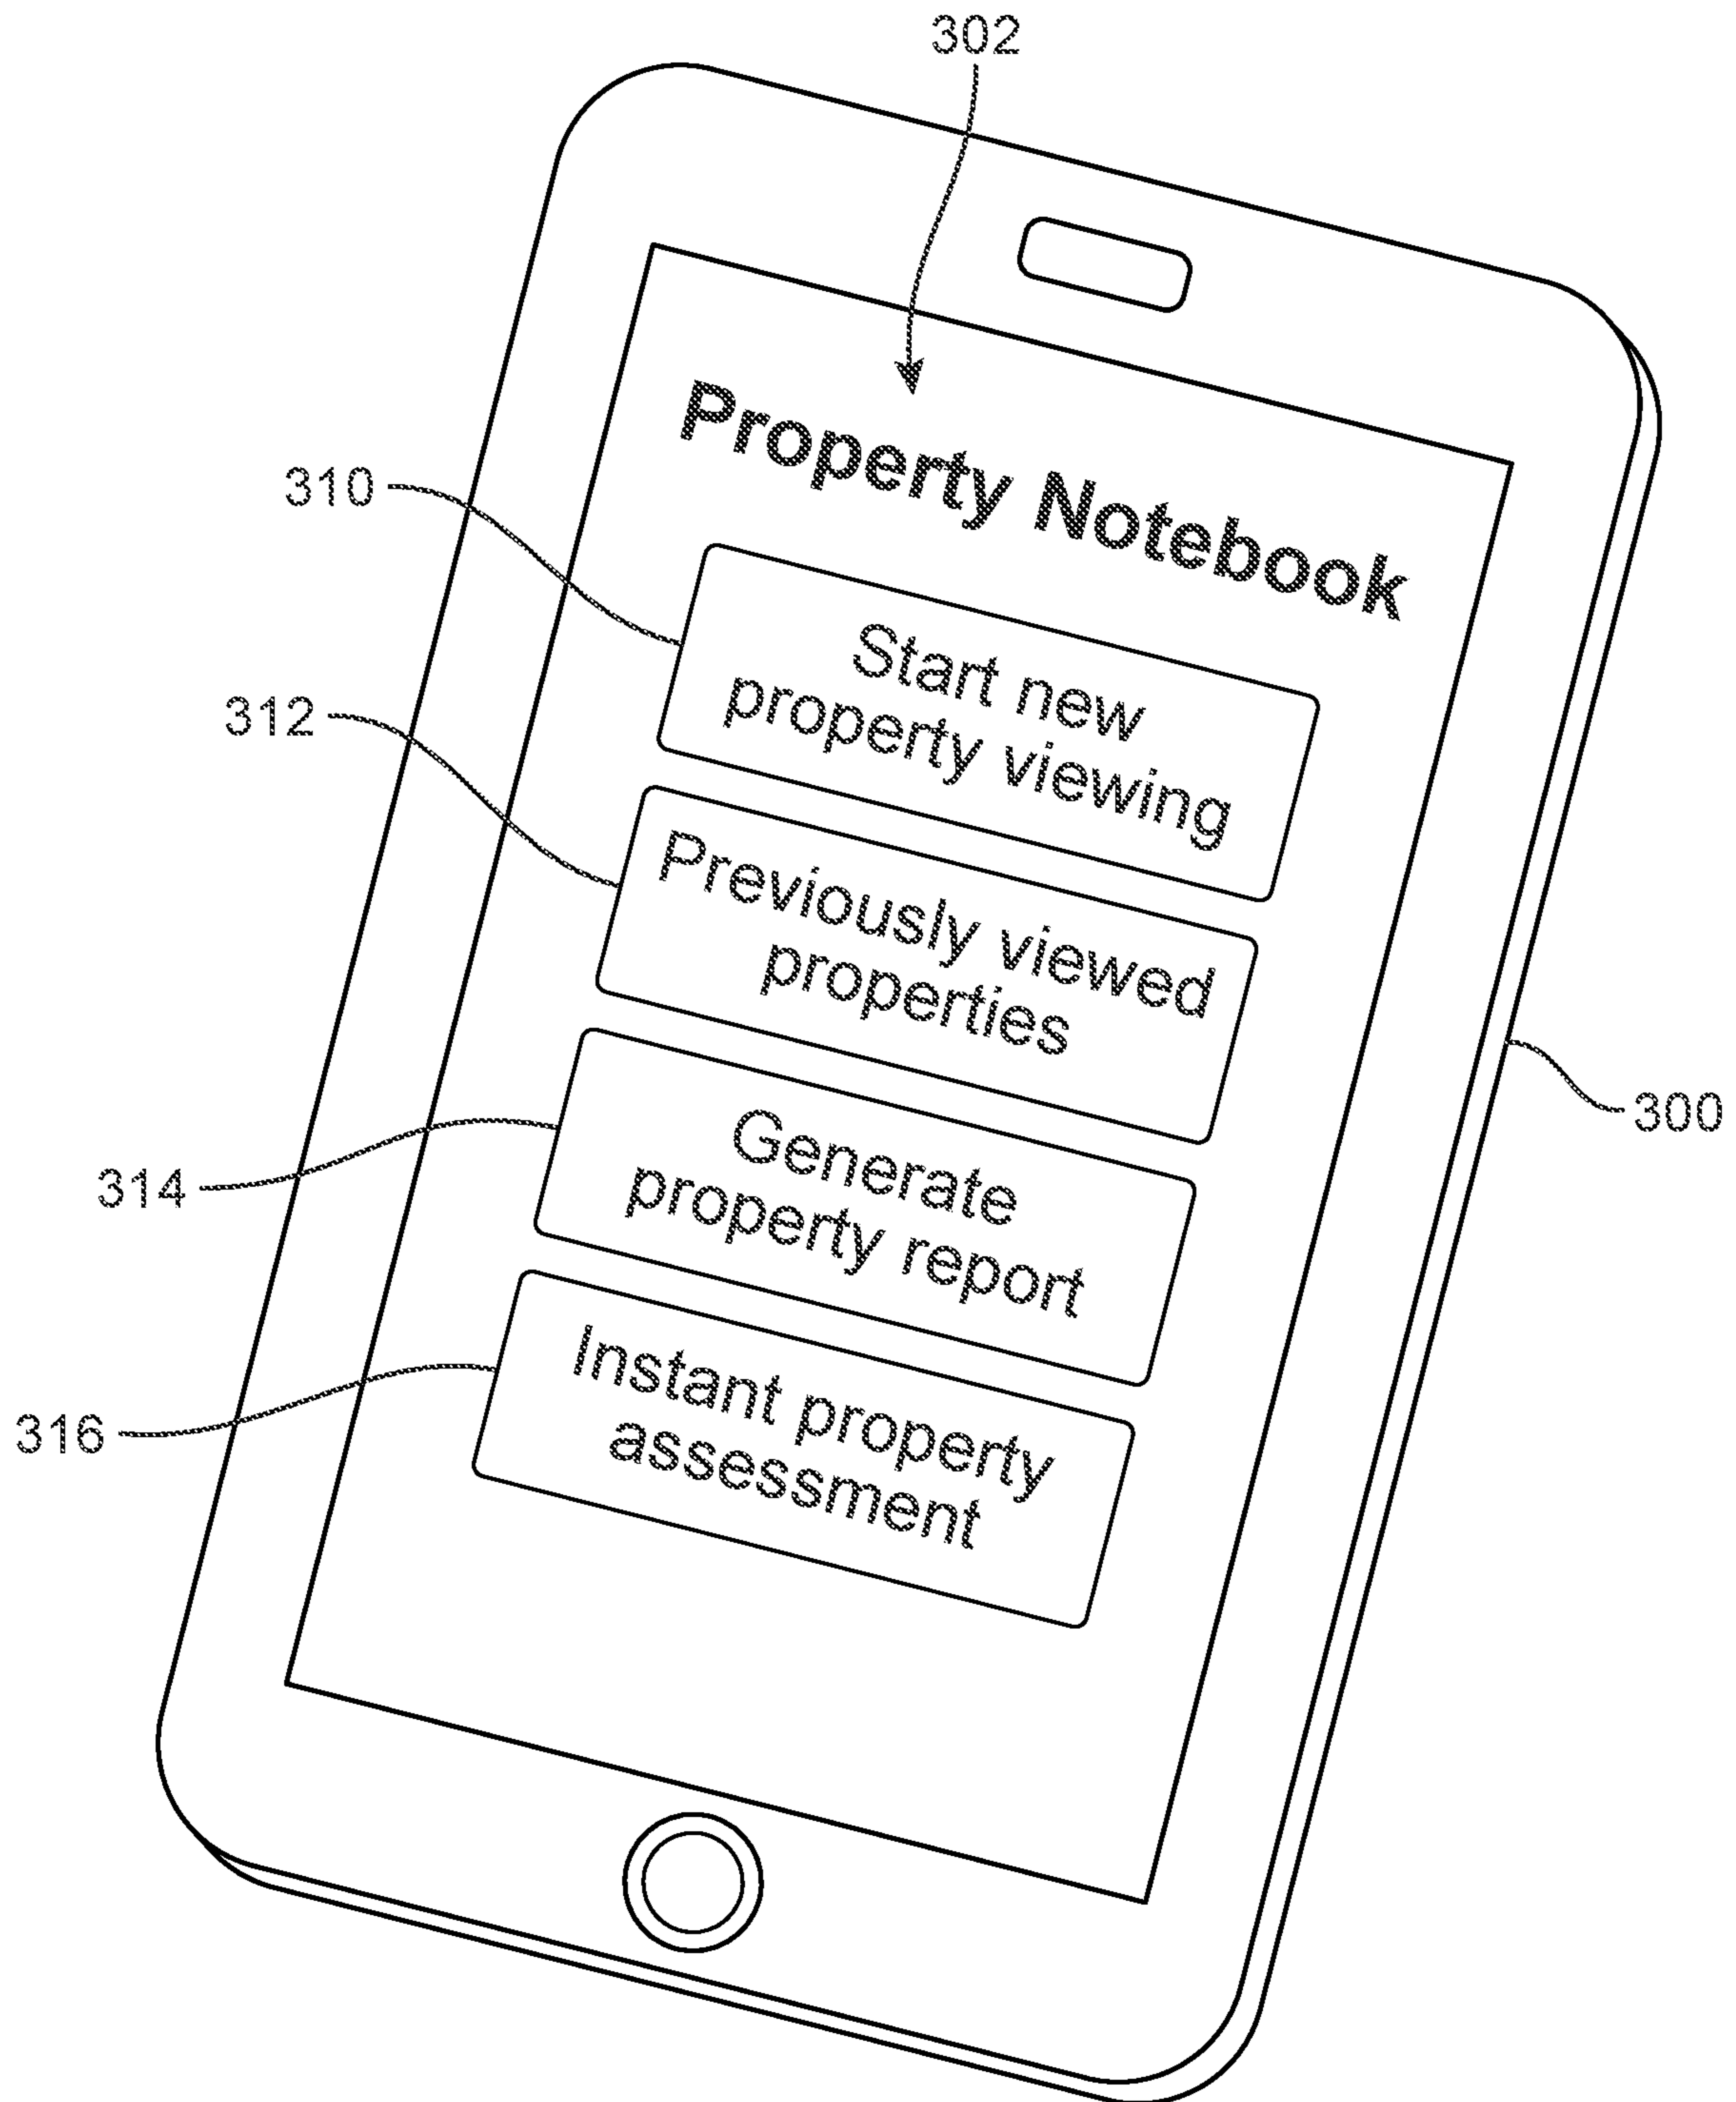 302
Property Notebook
310
Start new
property viewing
312
Previously viewed
properties
300
314
Generate
property report
316
Instant property
assessment